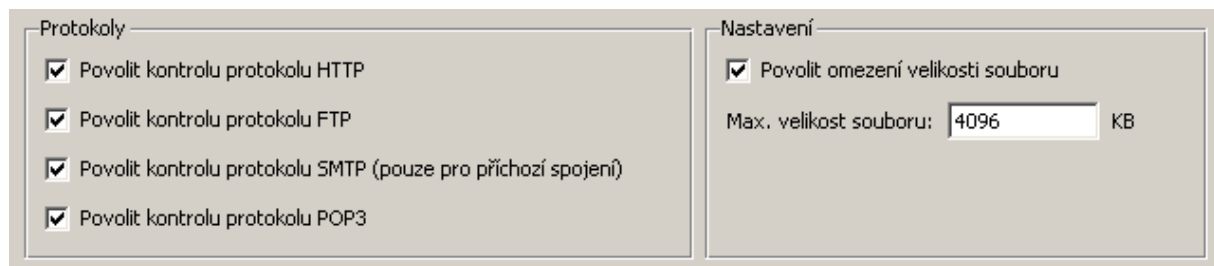 Protokoly
Povolit kontrolu protokolu HTTP
Povolit kontrolu protokolu FTP
Povolit kontrolu protokolu SMTP (pouze pro příchozí spojení)
Povolit kontrolu protokolu POP3
Nastavení
Povolit omezení velikosti souboru
Max. velikost souboru: 4096 KB